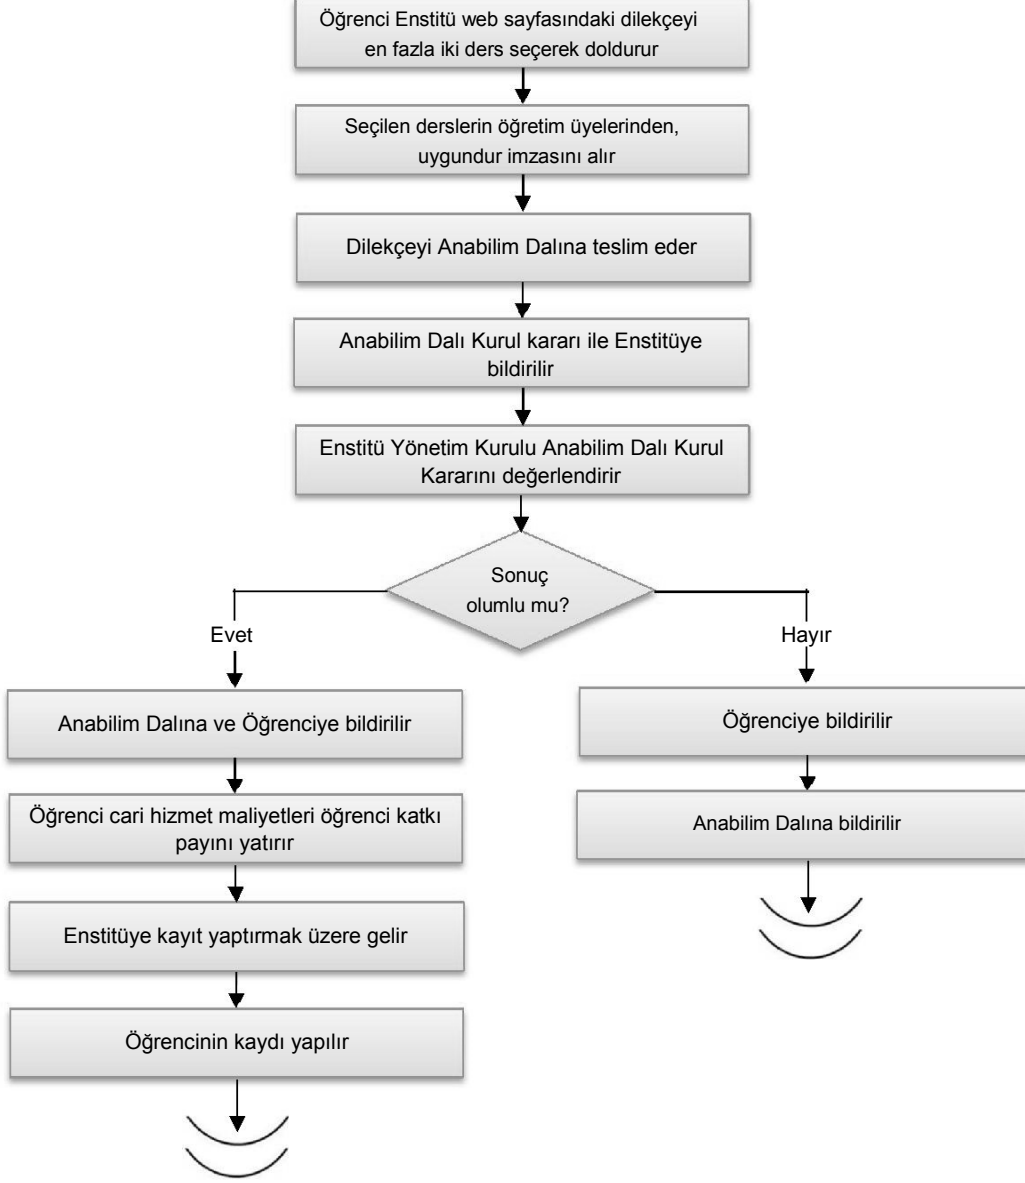 Öğrenci Enstitü web sayfasındaki dilekçeyi
en fazla iki ders seçerek doldurur
Seçilen derslerin öğretim üyelerinden,
uygundur imzasını alır
Dilekçeyi Anabilim Dalına teslim eder
Anabilim Dalı Kurul kararı ile Enstitüye
bildirilir
Enstitü Yönetim Kurulu Anabilim Dalı Kurul
Kararını değerlendirir
Sonuç
olumlu mu?
Evet
Anabilim Dalına ve Öğrenciye bildirilir
Öğrenci cari hizmet maliyetleri öğrenci katkı
payını yatırır
Enstitüye kayıt yaptırmak üzere gelir
Öğrencinin kaydı yapılır
Hayır
Öğrenciye bildirilir
Anabilim Dalına bildirilir